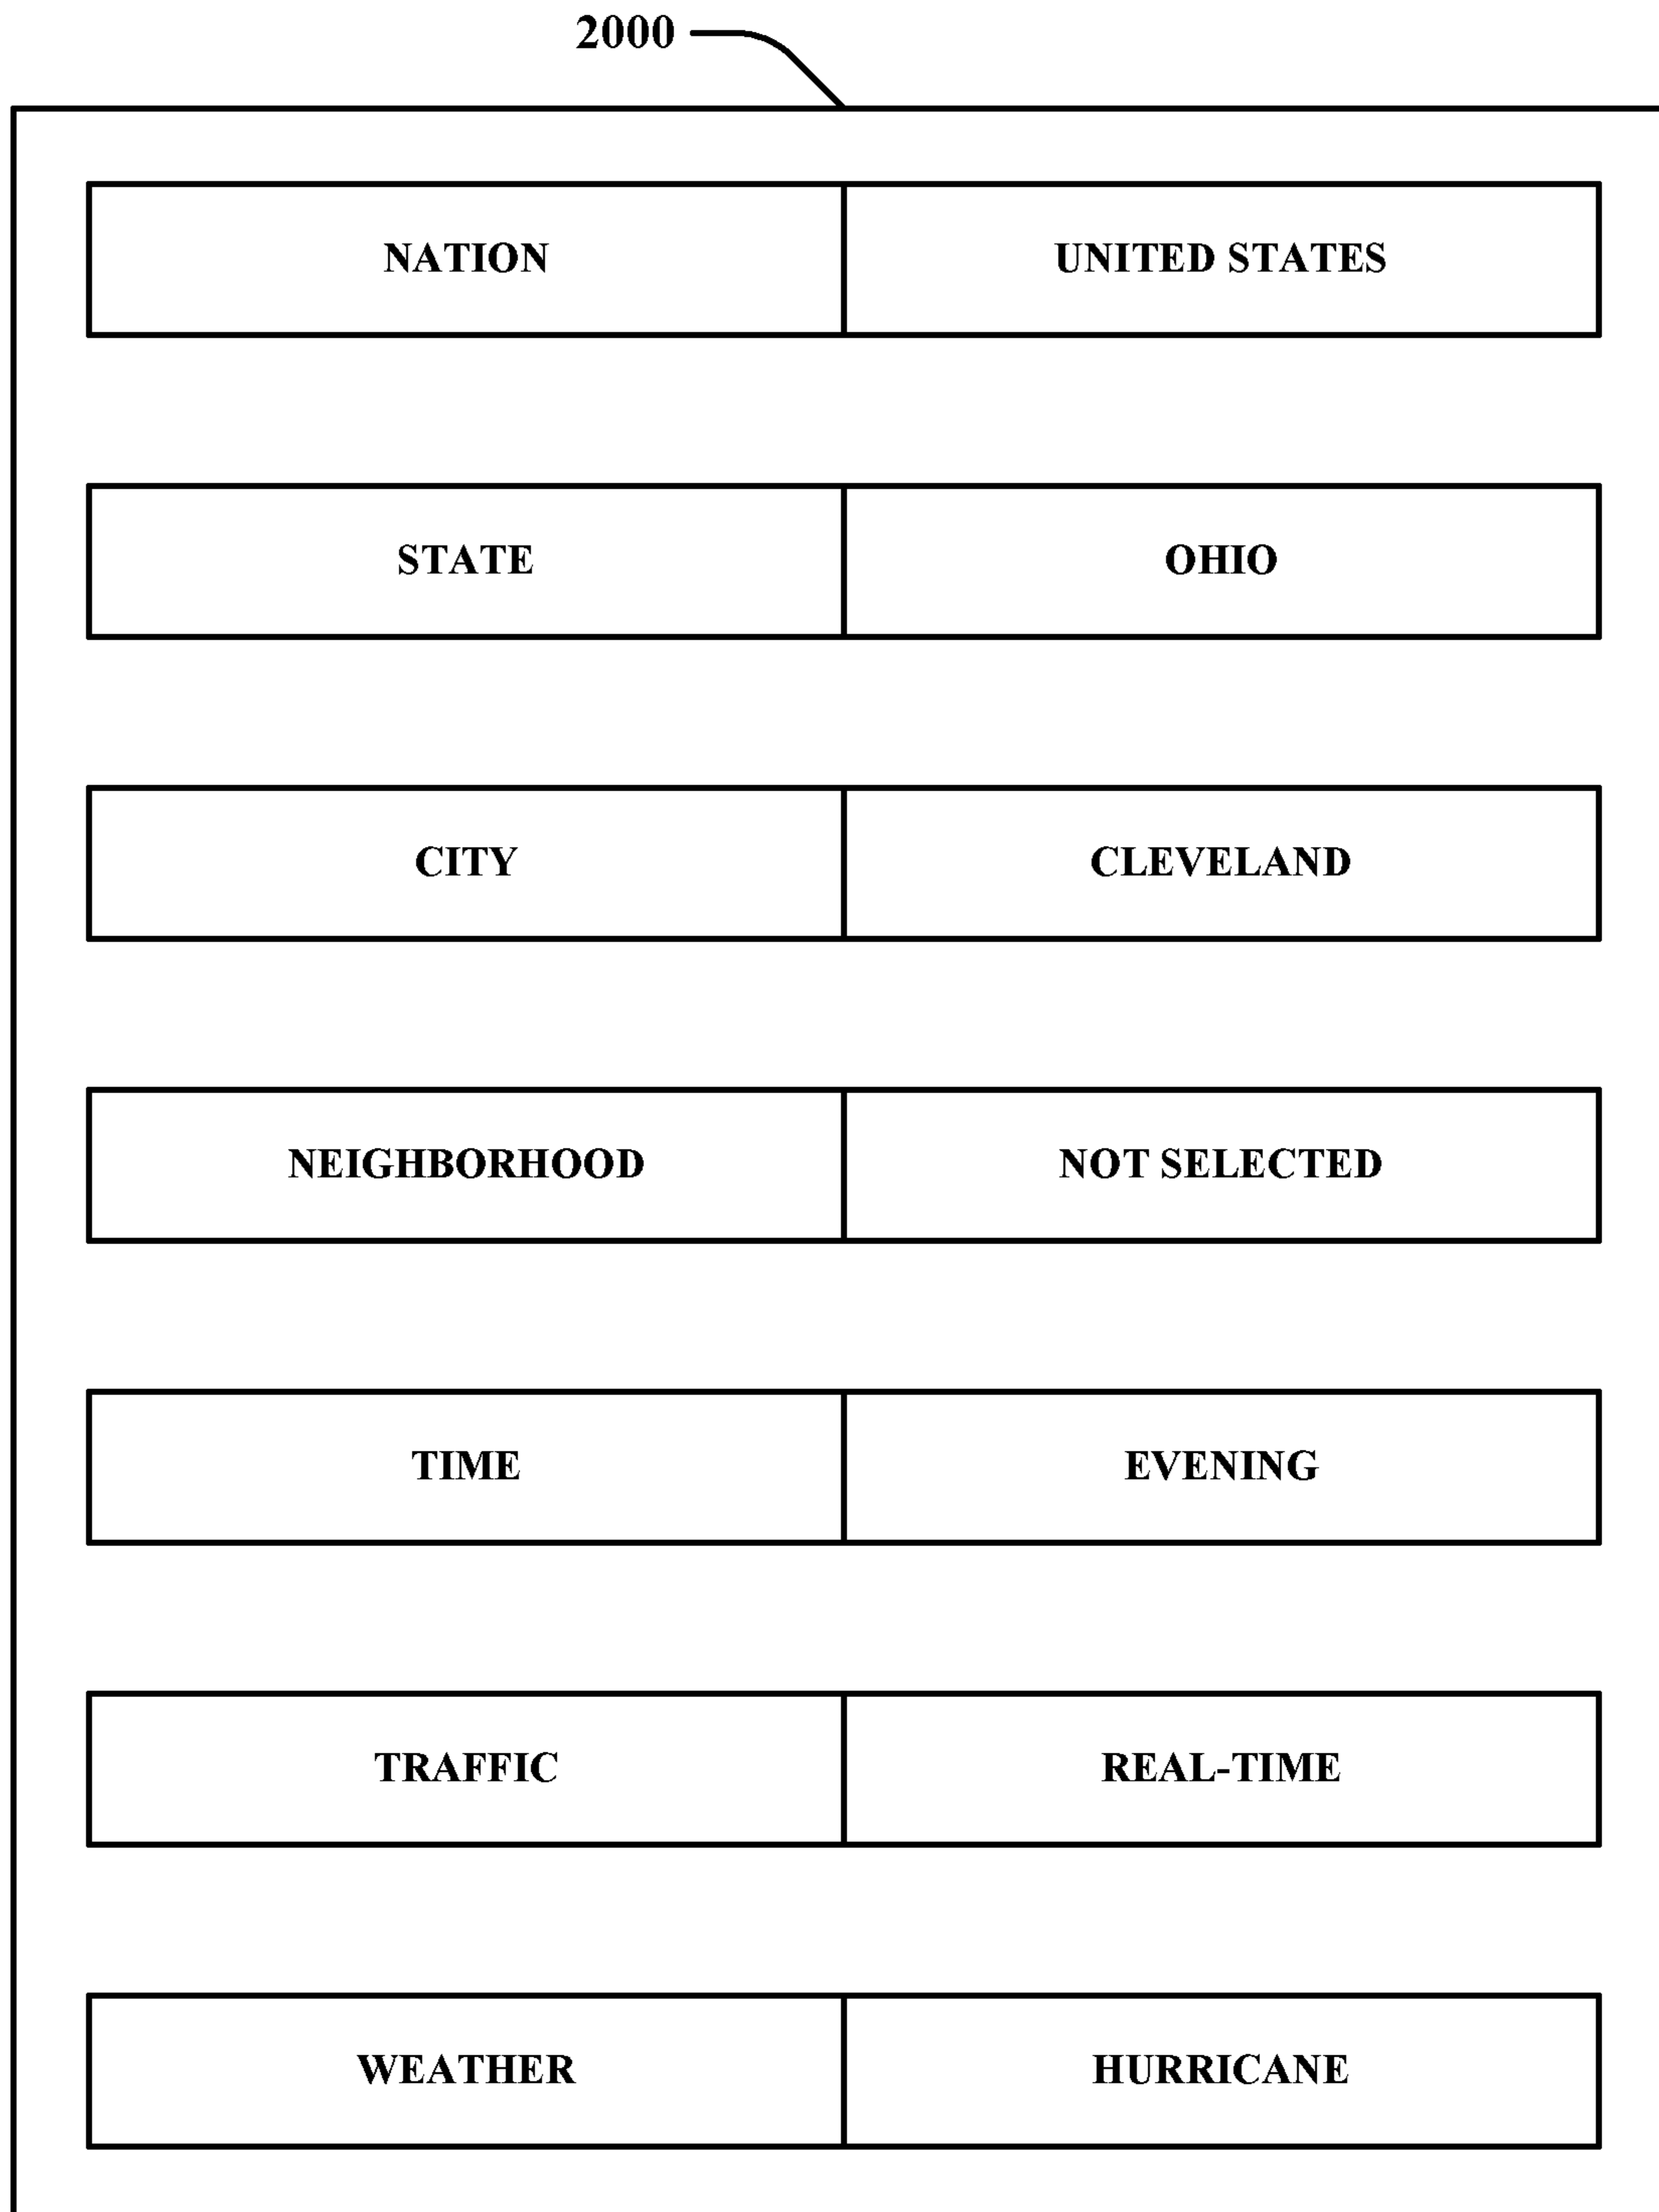 2000
NATION UNITED STATES
STATE OHIO
CITY CLEVELAND
NEIGHBORHOOD NOT SELECTED
TIME EVENING
TRAFFIC REAL-TIME
WEATHER HURRICANE